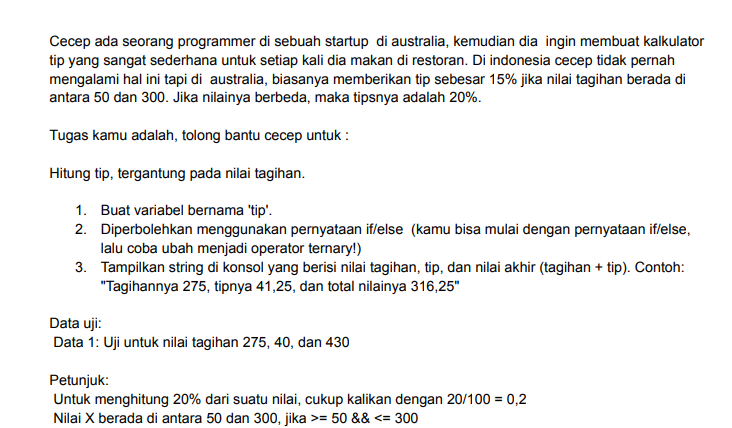 Cecep ada seorang programmer di sebuah startup di australia, kemudian dia ingin membuat kalkulator
tip yang sangat sederhana untuk setiap kali dia makan di restoran. Di indonesia cecep tidak pernah
mengalami hal ini tapi di australia, biasanya memberikan tip sebesar 15% jika nilai tagihan berada di
antara 50 dan 300. Jika nilainya berbeda, maka tipsnya adalah 20%.
Tugas kamu adalah, tolong bantu cecep untuk :
Hitung tip, tergantung pada nilai tagihan.
1. Buat variabel bernama 'tip'.
2. Diperbolehkan menggunakan pernyataan if/else (kamu bisa mulai dengan pernyataan if/else,
lalu coba ubah menjadi operator ternary!)
3. Tampilkan string di konsol yang berisi nilai tagihan, tip, dan nilai akhir (tagihan + tip). Contoh:
"Tagihannya 275, tipnya 41,25, dan total nilainya 316,25"
Data uji:
Data 1: Uji untuk nilai tagihan 275, 40, dan 430
Petunjuk:
Untuk menghitung 20% dari suatu nilai, cukup kalikan dengan 20/100 = 0,2
Nilai X berada di antara 50 dan 300, jika >= 50 && <= 300